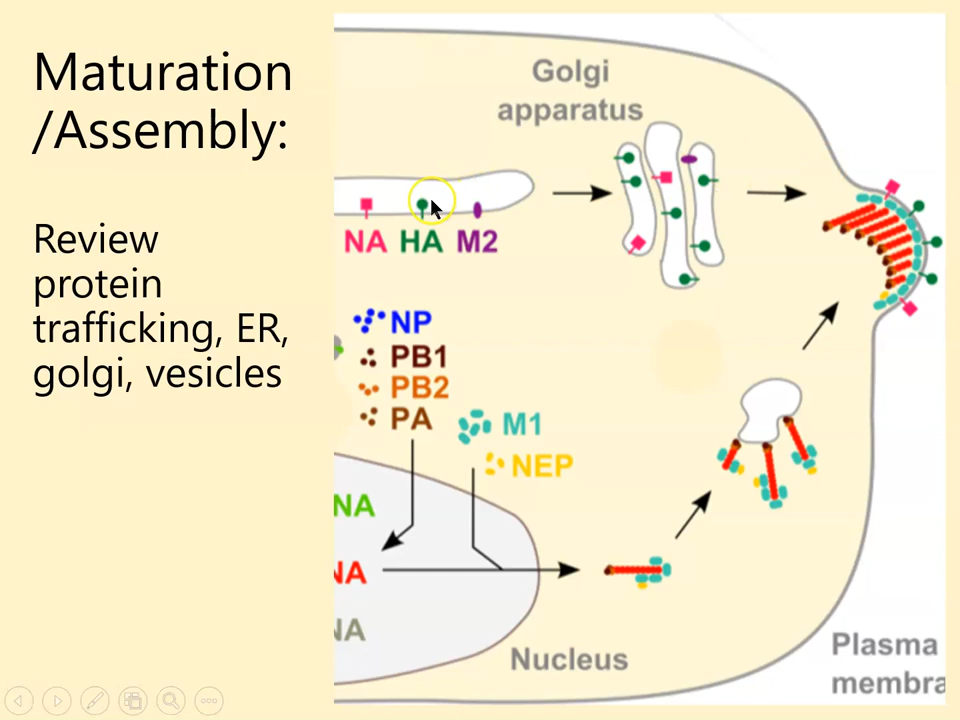 Maturation
/Assembly:
Review
protein
trafficking, ER,
golgi, vesicles
Golgi
apparatus
NA HA M2
NP
PB1
PB2
PA
M1
NEP
NA
NA
NA
Nucleus
Plasma
membra